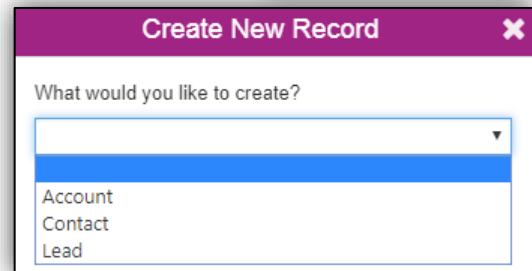 Create New Record
What would you like to create?
Account
Contact
Lead